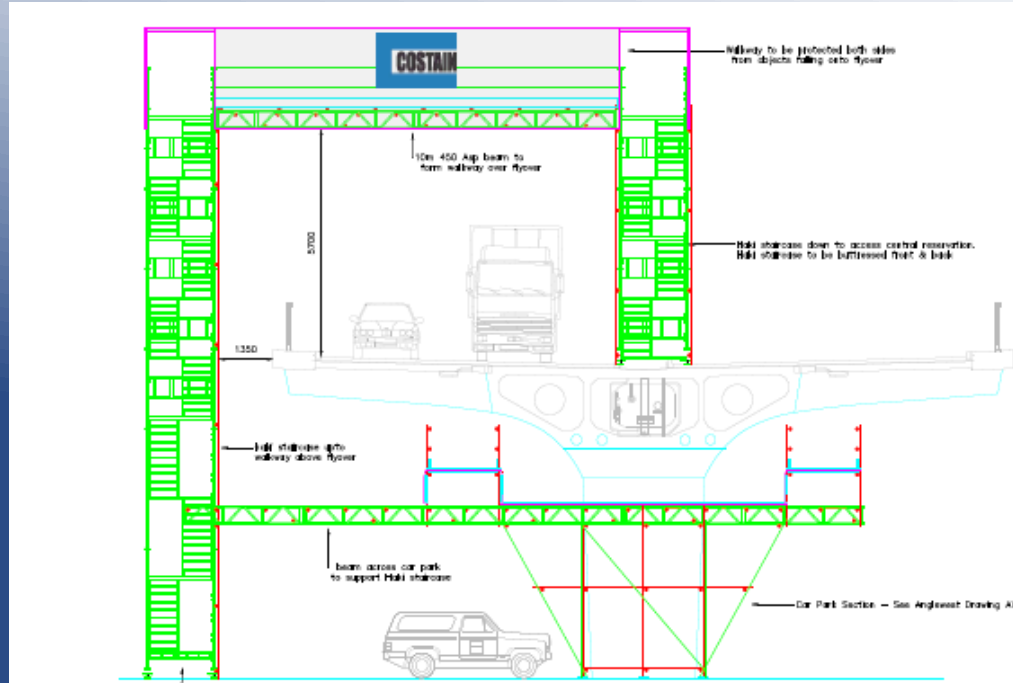 COSTAIN
Walkway to be protected both sides
from objects falling onto flyover
10m 450 Asp beam to
form walkway over flyover
5700
Haki staircase down to access central reservation.
Haki staircase to be buttressed front & back
1350
Haki staircase upto
walkway above flyover
beam across car park
to support Haki staircase
Car Park Section - See Anglewest Drawing